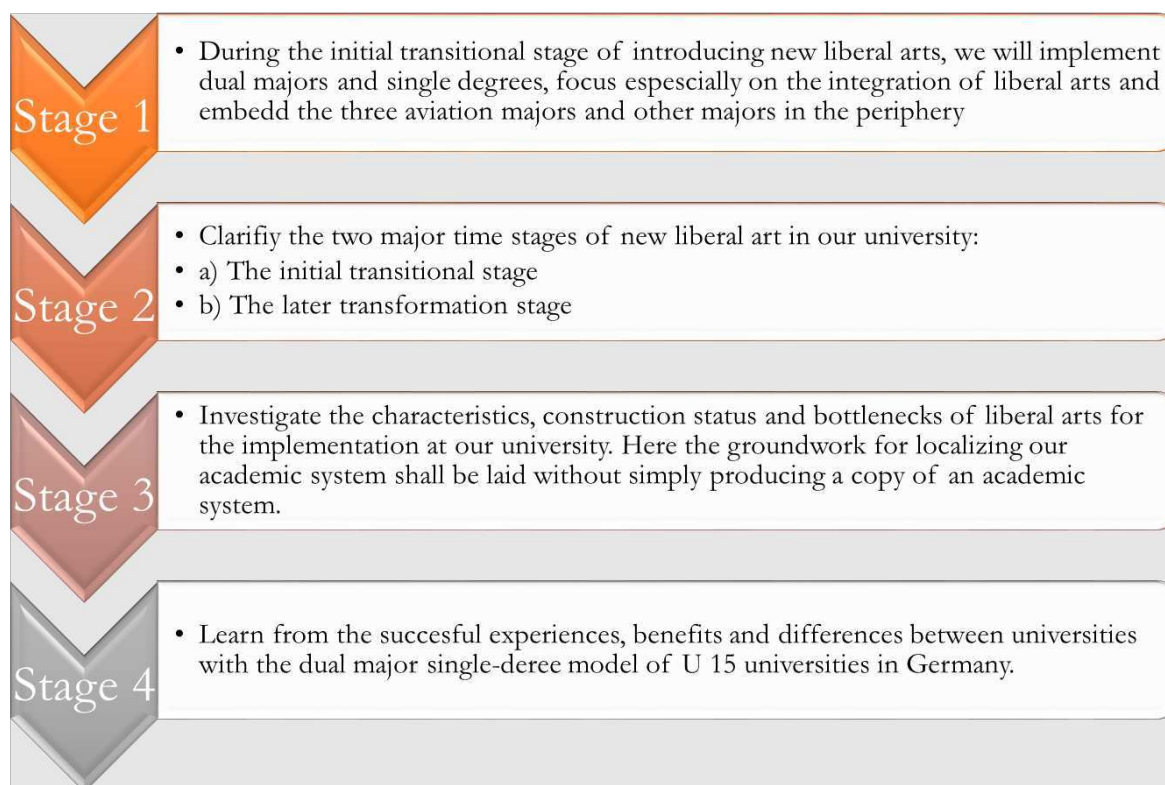 Stage 1
• During the initial transitional stage of introducing new liberal arts, we will implement
dual majors and single degrees, focus espescially on the integration of liberal arts and
embedd the three aviation majors and other majors in the periphery
Stage 2
• Clarifiy the two major time stages of new liberal art in our university:
• a) The initial transitional stage
• b) The later transformation stage
Stage 3
• Investigate the characteristics, construction status and bottlenecks of liberal arts for
the implementation at our university. Here the groundwork for localizing our
academic system shall be laid without simply producing a copy of an academic
system.
Stage 4
• Learn from the succesful experiences, benefits and differences between universities
with the dual major single-deree model of U 15 universities in Germany.